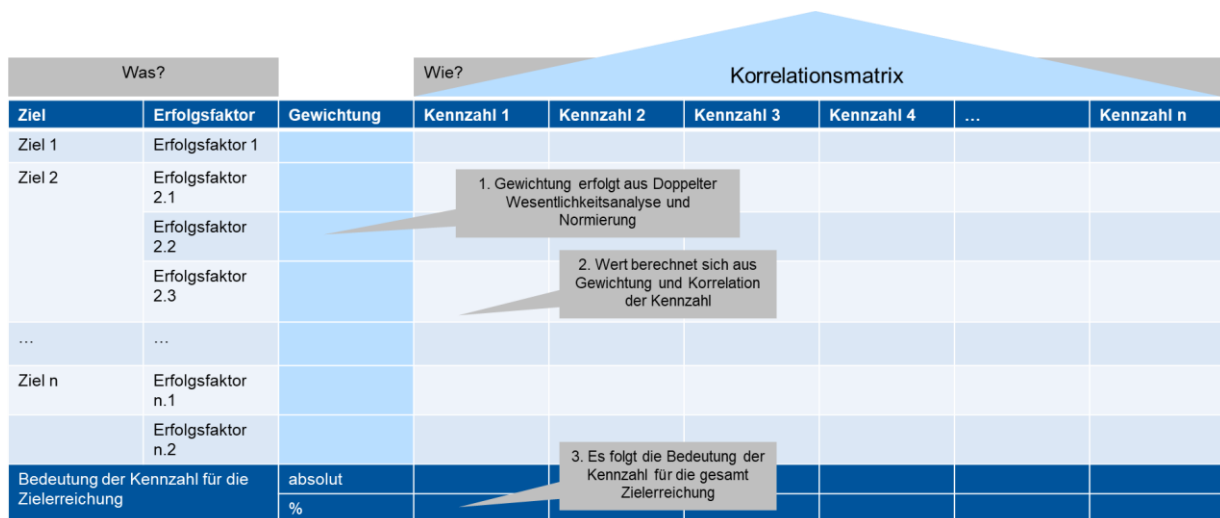 Was?
Wie?
Korrelationsmatrix
Ziel Erfolgsfaktor Gewichtung Kennzahl 1 Kennzahl 2 Kennzahl 3 Kennzahl 4 … Kennzahl n
Ziel 1 Erfolgsfaktor 1
Ziel 2 Erfolgsfaktor
2.1
1. Gewichtung erfolgt aus Doppelter
Wesentlichkeitsanalyse und
Normierung
Erfolgsfaktor
2.2
Erfolgsfaktor
2.3
2. Wert berechnet sich aus
Gewichtung und Korrelation
der Kennzahl
… …
Ziel n Erfolgsfaktor
n.1
Erfolgsfaktor
n.2
3. Es folgt die Bedeutung der
Kennzahl für die gesamt
Zielerreichung
Bedeutung der Kennzahl für die
Zielerreichung
absolut
%